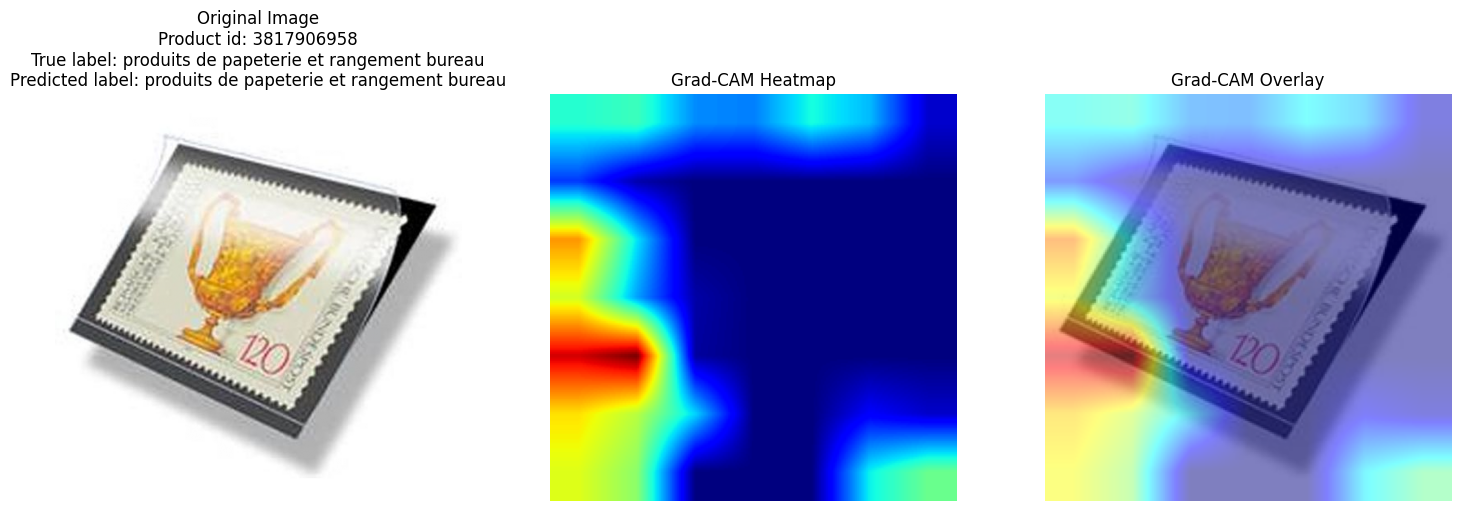 Original Image
Product id: 3817906958
True label: produits de papeterie et rangement bureau
Predicted label: produits de papeterie et rangement bureau
Grad-CAM Heatmap
Grad-CAM Overlay
120
120